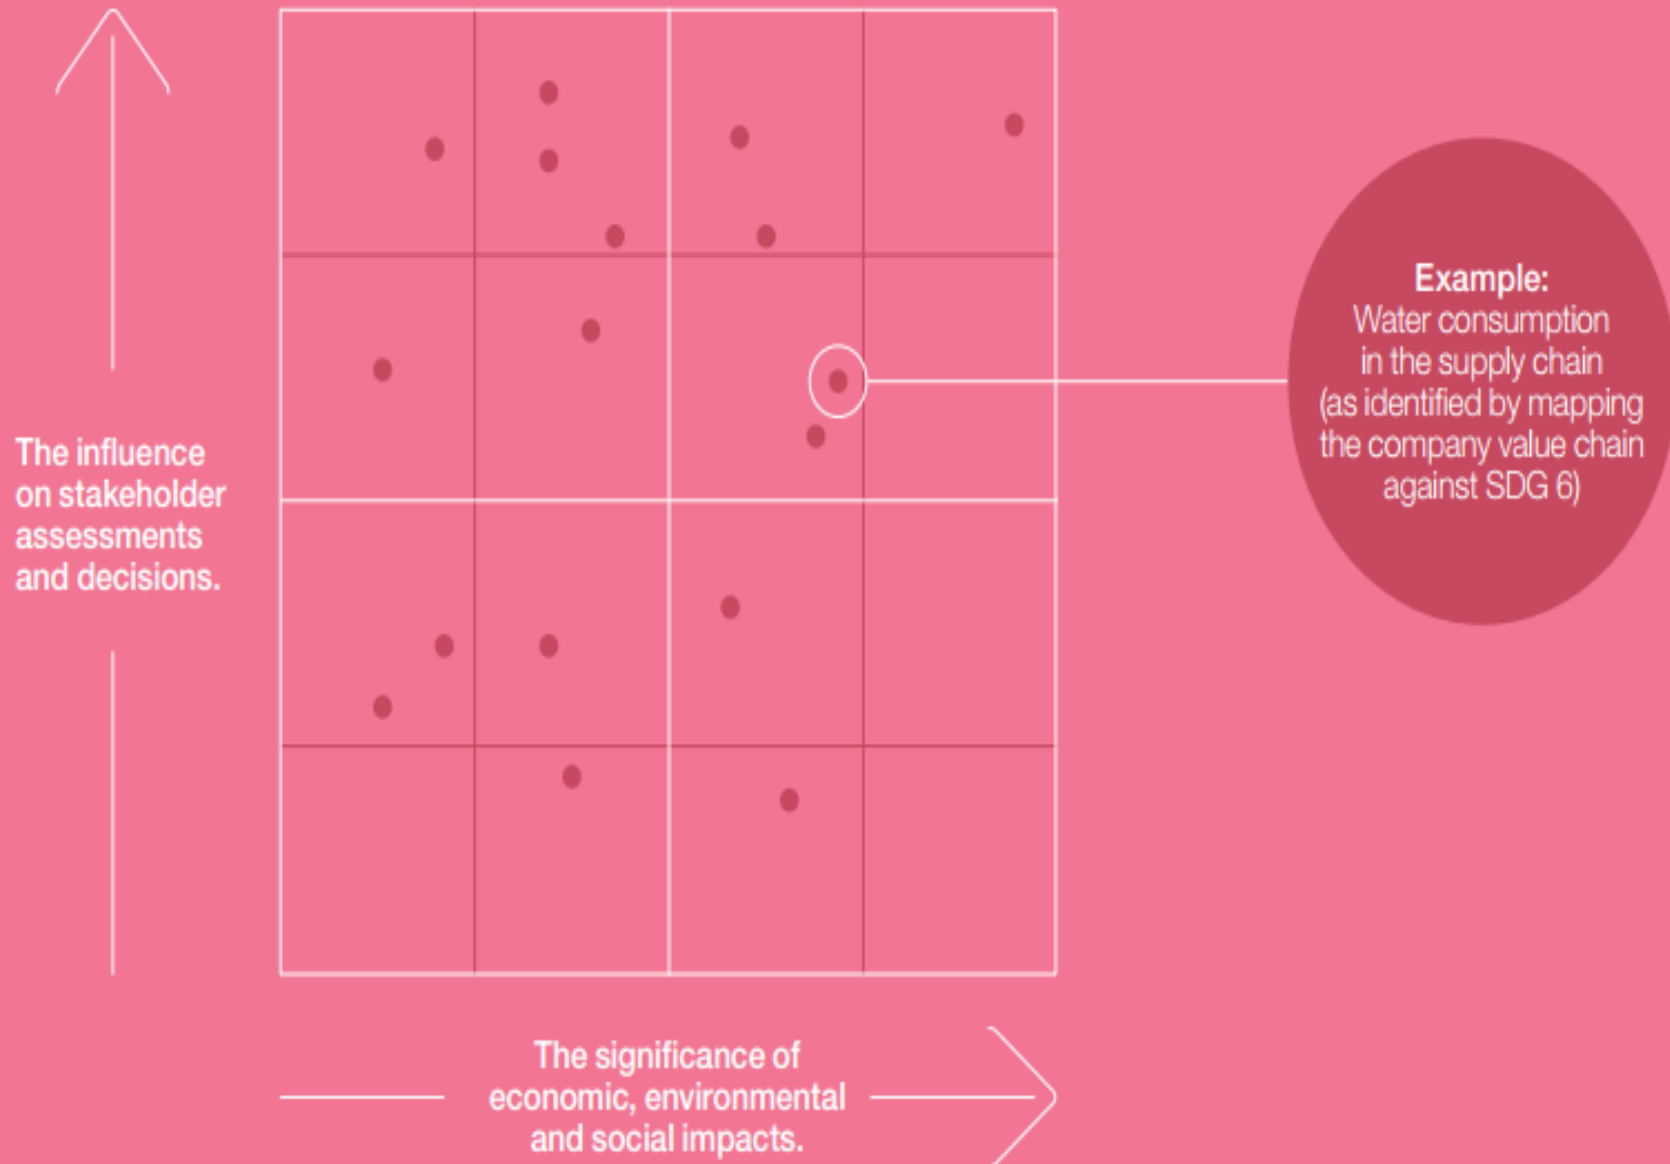 The influence
on stakeholder
assessments
and decisions.
Example:
Water consumption
in the supply chain
(as identified by mapping
the company value chain
against SDG 6)
The significance of
economic, environmental
and social impacts.